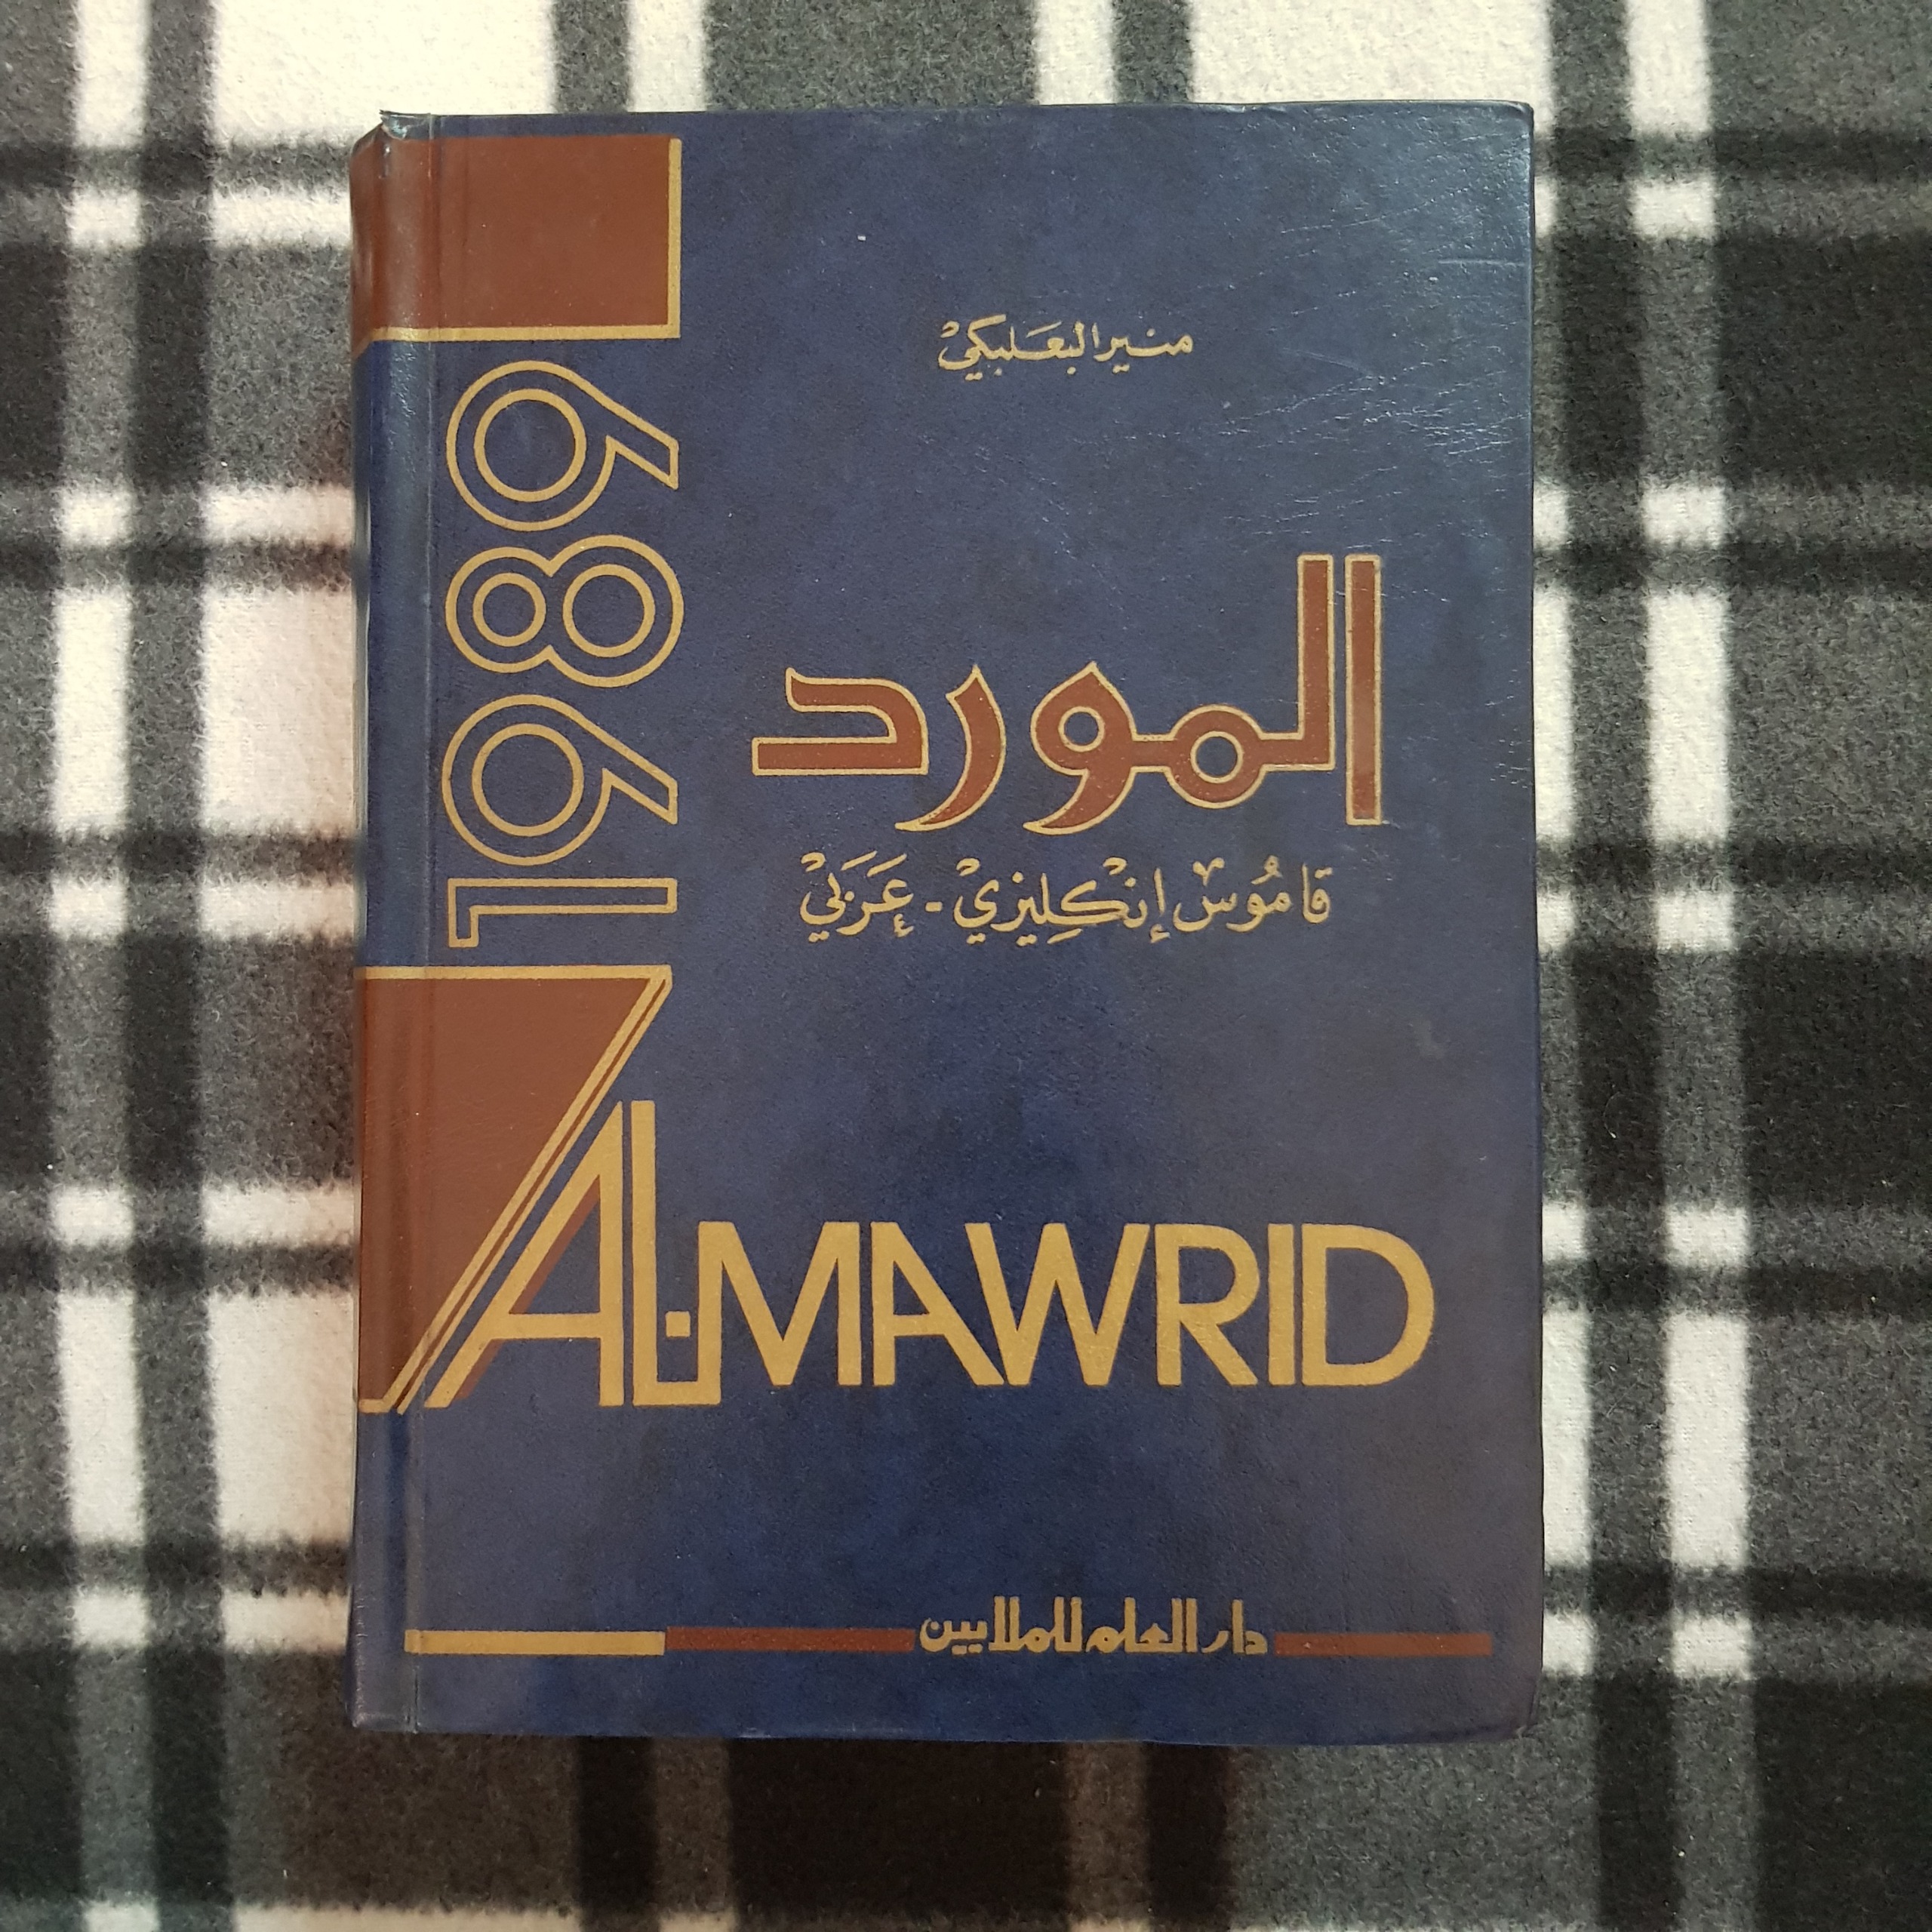 منير البعلبكي
1989
المورد
قاموس إنكليزي - عربي
AL-MAWRID
دار العلم للملايين